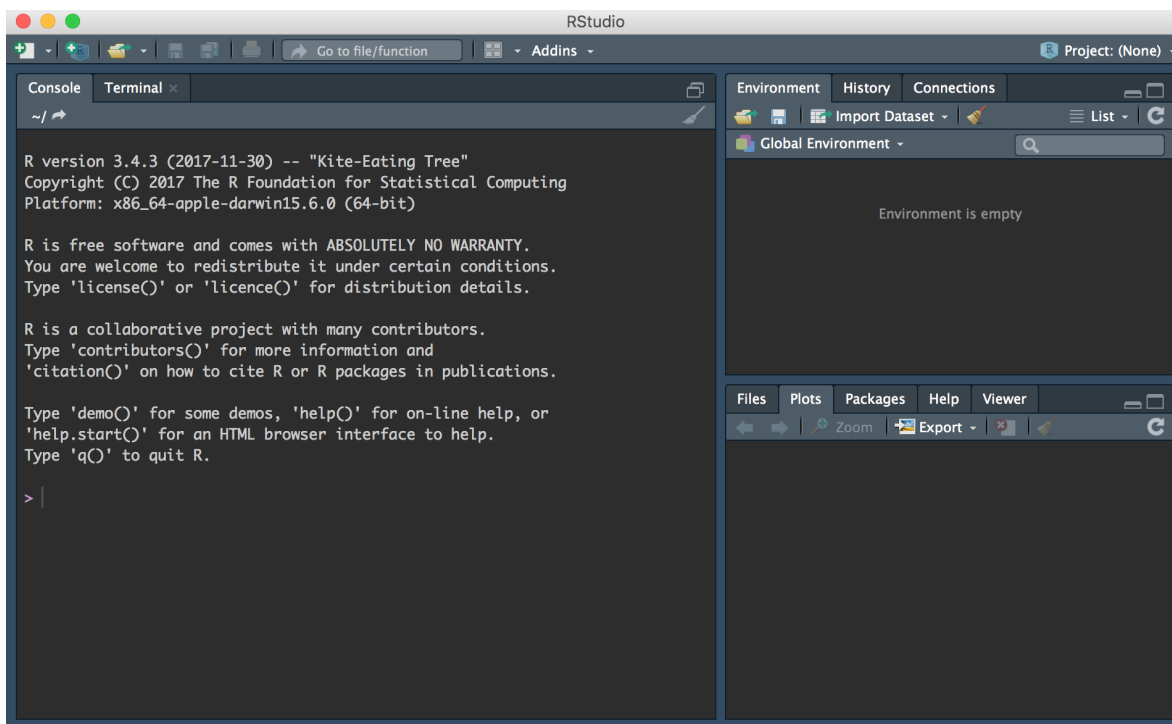 RStudio
Go to file/function
Addins
Project: (None)
Console Terminal
~/
R version 3.4.3 (2017-11-30) -- "Kite-Eating Tree"
Copyright (C) 2017 The R Foundation for Statistical Computing
Platform: x86_64-apple-darwin15.6.0 (64-bit)
R is free software and comes with ABSOLUTELY NO WARRANTY.
You are welcome to redistribute it under certain conditions.
Type 'license()' or 'licence()' for distribution details.
R is a collaborative project with many contributors.
Type 'contributors()' for more information and
'citation()' on how to cite R or R packages in publications.
Type 'demo()' for some demos, 'help()' for on-line help, or
'help.start()' for an HTML browser interface to help.
Type 'q()' to quit R.
>
Environment History Connections
Import Dataset List
Global Environment
Environment is empty
Files Plots Packages Help Viewer
Zoom Export